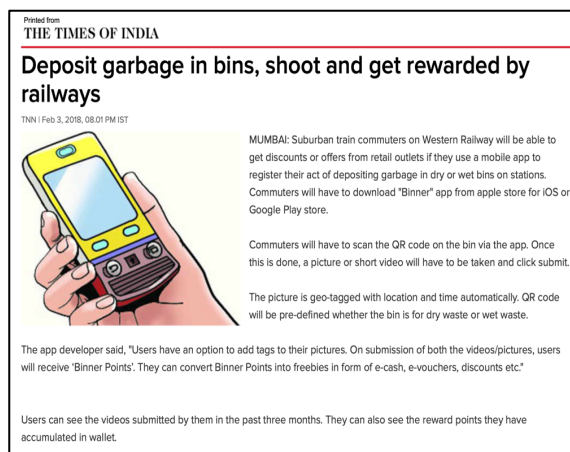 Printed from
THE TIMES OF INDIA
Deposit garbage in bins, shoot and get rewarded by
railways
TNN | Feb 3, 2018, 08.01 PM IST
MUMBAI: Suburban train commuters on Western Railway will be able to
get discounts or offers from retail outlets if they use a mobile app to
register their act of depositing garbage in dry or wet bins on stations.
Commuters will have to download "Binner" app from apple store for iOS or
Google Play store.
Commuters will have to scan the QR code on the bin via the app. Once
this is done, a picture or short video will have to be taken and click submit.
The picture is geo-tagged with location and time automatically. QR code
will be pre-defined whether the bin is for dry waste or wet waste.
The app developer said, "Users have an option to add tags to their pictures. On submission of both the videos/pictures, users
will receive 'Binner Points'. They can convert Binner Points into freebies in form of e-cash, e-vouchers, discounts etc."
Users can see the videos submitted by them in the past three months. They can also see the reward points they have
accumulated in wallet.